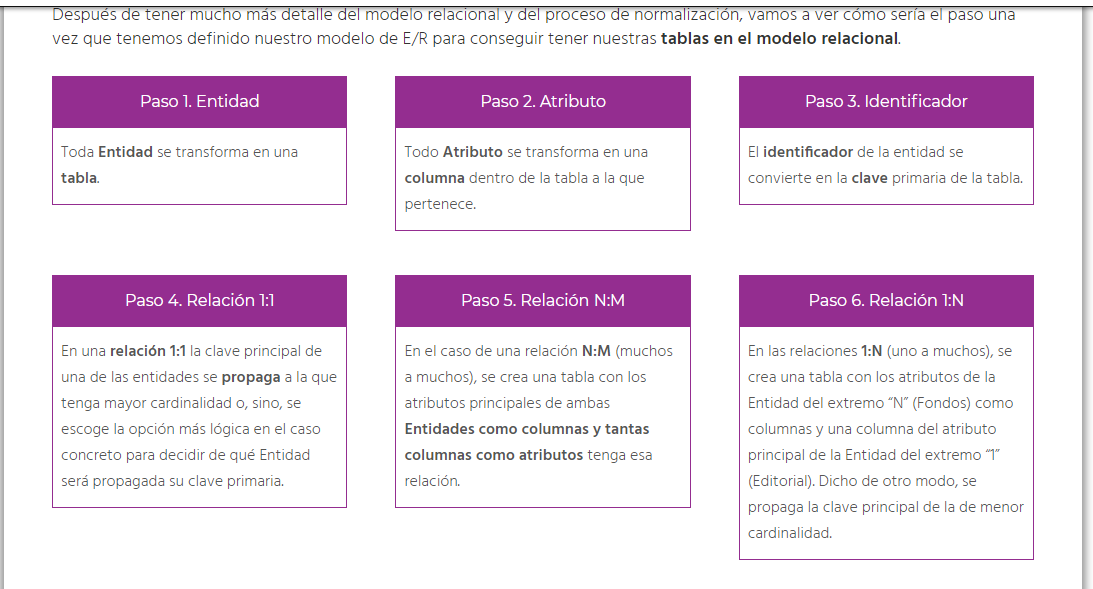 Después de tener mucho más detalle del modelo relacional y del proceso de normalización, vamos a ver cómo sería el paso una
vez que tenemos definido nuestro modelo de E/R para conseguir tener nuestras tablas en el modelo relacional.
Paso 1. Entidad
Toda Entidad se transforma en una
tabla.
Paso 2. Atributo
Todo Atributo se transforma en una
columna dentro de la tabla a la que
pertenece.
Paso 3. Identificador
El identificador de la entidad se
convierte en la clave primaria de la tabla.
Paso 4. Relación 1:1
En una relación 1:1 la clave principal de
una de las entidades se propaga a la que
tenga mayor cardinalidad o, sino, se
escoge la opción más lógica en el caso
concreto para decidir de qué Entidad
será propagada su clave primaria.
Paso 5. Relación N:M
En el caso de una relación N:M (muchos
a muchos), se crea una tabla con los
atributos principales de ambas
Entidades como columnas y tantas
columnas como atributos tenga esa
relación.
Paso 6. Relación 1:N
En las relaciones 1:N (uno a muchos), se
crea una tabla con los atributos de la
Entidad del extremo “N” (Fondos) como
columnas y una columna del atributo
principal de la Entidad del extremo “1”
(Editorial). Dicho de otro modo, se
propaga la clave principal de la de menor
cardinalidad.